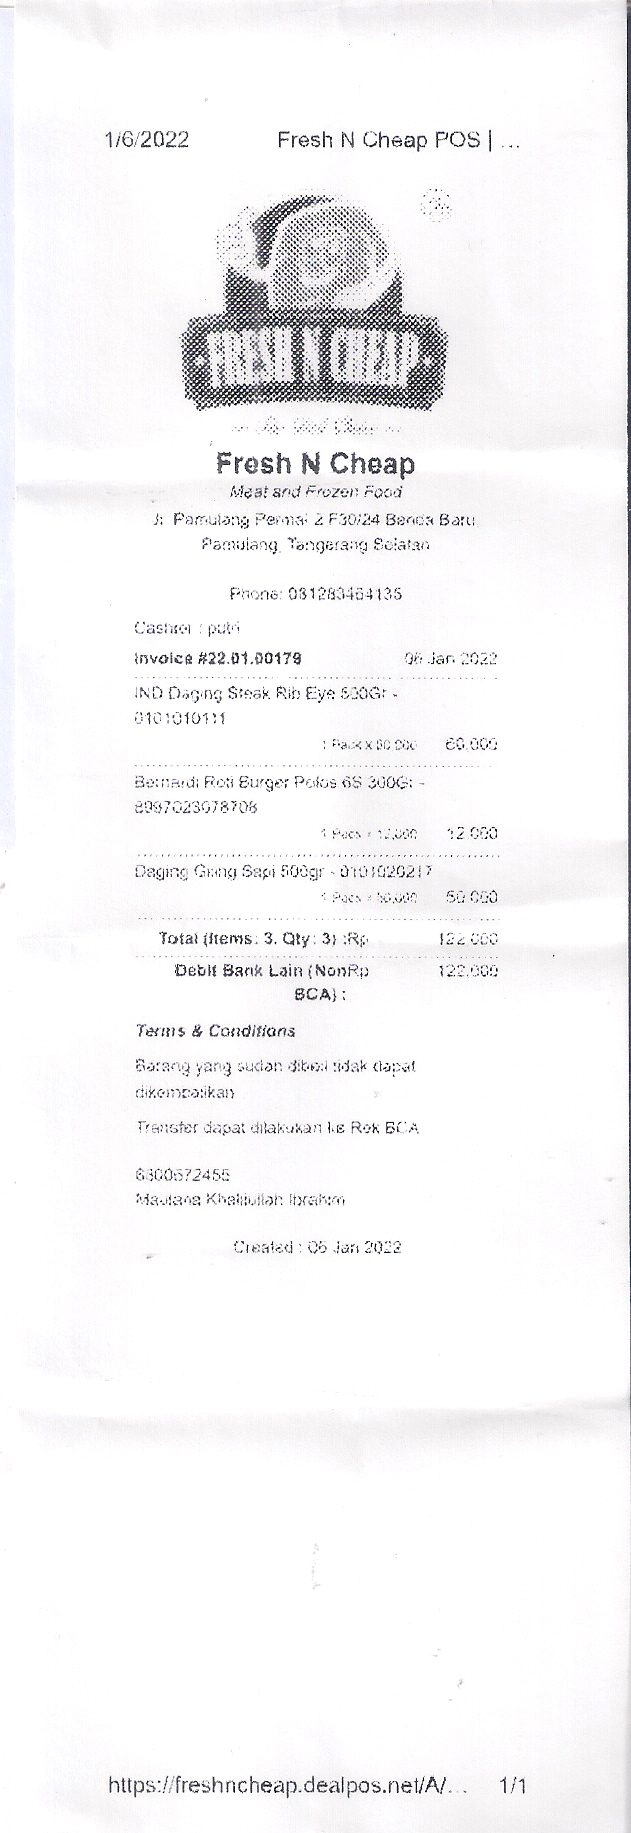 1/6/2022 Fresh N Cheap POS | ...
FRESH N CHEAP
Fresh N Cheap
Meat and Frozen Food
Jl. Pamulang Permai 2 F30/24 Benda Baru
Pamulang, Tangerang Selatan
Phone: 081283464135
Cashier : putri
Invoice #22.01.00179 06 Jan 2022
IND Daging Steak Rib Eye 500Gr -
0101010111
1 Pack x 60,000 60,000
Bernardi Roti Burger Polos 6S 300Gr -
8997023078708
1 Pack x 12,000 12,000
Daging Giling Sapi 500gr - 0101020217
1 Pack x 50,000 50,000
Total (Items: 3, Qty: 3) :Rp 122,000
Debit Bank Lain (NonRp 122,000
BCA) :
Terms & Conditions
Barang yang sudah dibeli tidak dapat
dikembalikan
Transfer dapat dilakukan ke Rek BCA
6800572455
Maulana Khalilullah Ibrahim
Created : 06 Jan 2022
https://freshncheap.dealpos.net/A/... 1/1